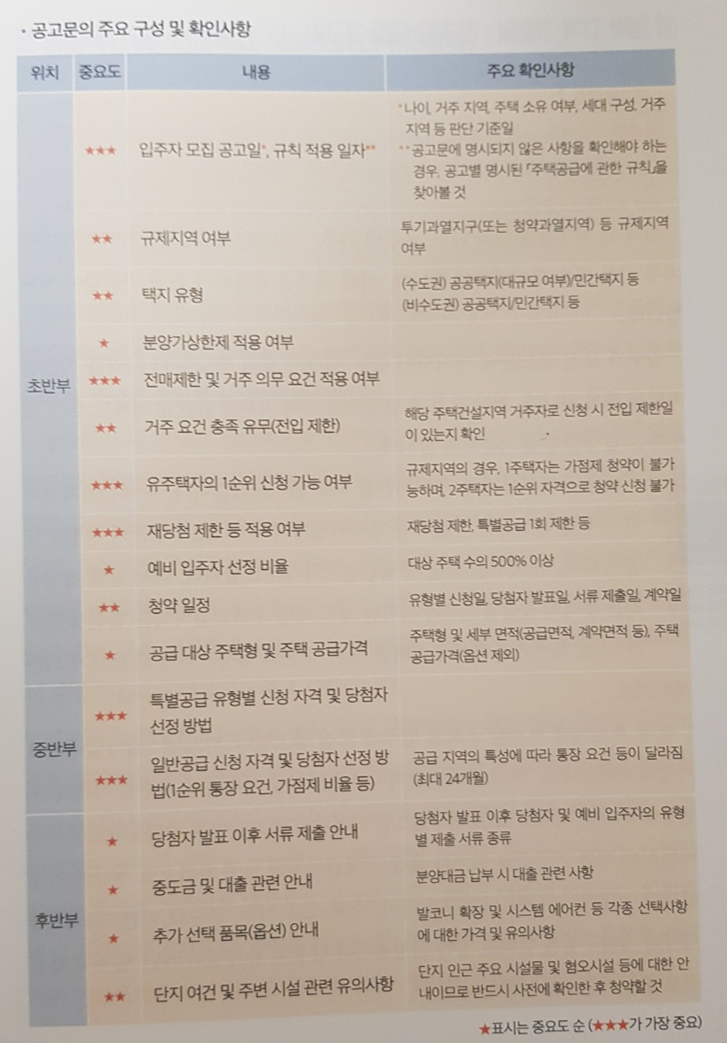 · 공고문의 주요 구성 및 확인사항
위치 중요도 내용 주요 확인사항
초반부
★★★ 입주자 모집 공고일*, 규칙 적용 일자**
*나이, 거주 지역, 주택 소유 여부, 세대 구성, 거주
지역 등 판단 기준일
**공고문에 명시되지 않은 사항을 확인해야 하는
경우, 공고별 명시된 「주택공급에 관한 규칙」을
찾아볼 것
★★ 규제지역 여부
투기과열지구(또는 청약과열지역) 등 규제지역
여부
★★ 택지 유형
(수도권) 공공택지(대규모 여부)/민간택지 등
(비수도권) 공공택지/민간택지 등
★ 분양가상한제 적용 여부
★★★ 전매제한 및 거주 의무 요건 적용 여부
★★ 거주 요건 충족 유무(전입 제한)
해당 주택건설지역 거주자로 신청 시 전입 제한일
이 있는지 확인
★★★ 유주택자의 1순위 신청 가능 여부
규제지역의 경우, 1주택자는 가점제 청약이 불가
능하며, 2주택자는 1순위 자격으로 청약 신청 불가
★★★ 재당첨 제한 등 적용 여부 재당첨 제한, 특별공급 1회 제한 등
★ 예비 입주자 선정 비율 대상 주택 수의 500% 이상
★★ 청약 일정 유형별 신청일, 당첨자 발표일, 서류 제출일, 계약일
★ 공급 대상 주택형 및 주택 공급가격
주택형 및 세부 면적(공급면적, 계약면적 등), 주택
공급가격(옵션 제외)
중반부
★★★ 특별공급 유형별 신청 자격 및 당첨자
선정 방법
★★★ 일반공급 신청 자격 및 당첨자 선정 방
법(1순위 통장 요건, 가점제 비율 등)
공급 지역의 특성에 따라 통장 요건 등이 달라짐
(최대 24개월)
후반부
★ 당첨자 발표 이후 서류 제출 안내
당첨자 발표 이후 당첨자 및 예비 입주자의 유형
별 제출 서류 종류
★ 중도금 및 대출 관련 안내 분양대금 납부 시 대출 관련 사항
★ 추가 선택 품목(옵션) 안내
발코니 확장 및 시스템 에어컨 등 각종 선택사항
에 대한 가격 및 유의사항
★★ 단지 여건 및 주변 시설 관련 유의사항
단지 인근 주요 시설물 및 혐오시설 등에 대한 안
내이므로 반드시 사전에 확인한 후 청약할 것
★표시는 중요도 순 (★★★가 가장 중요)